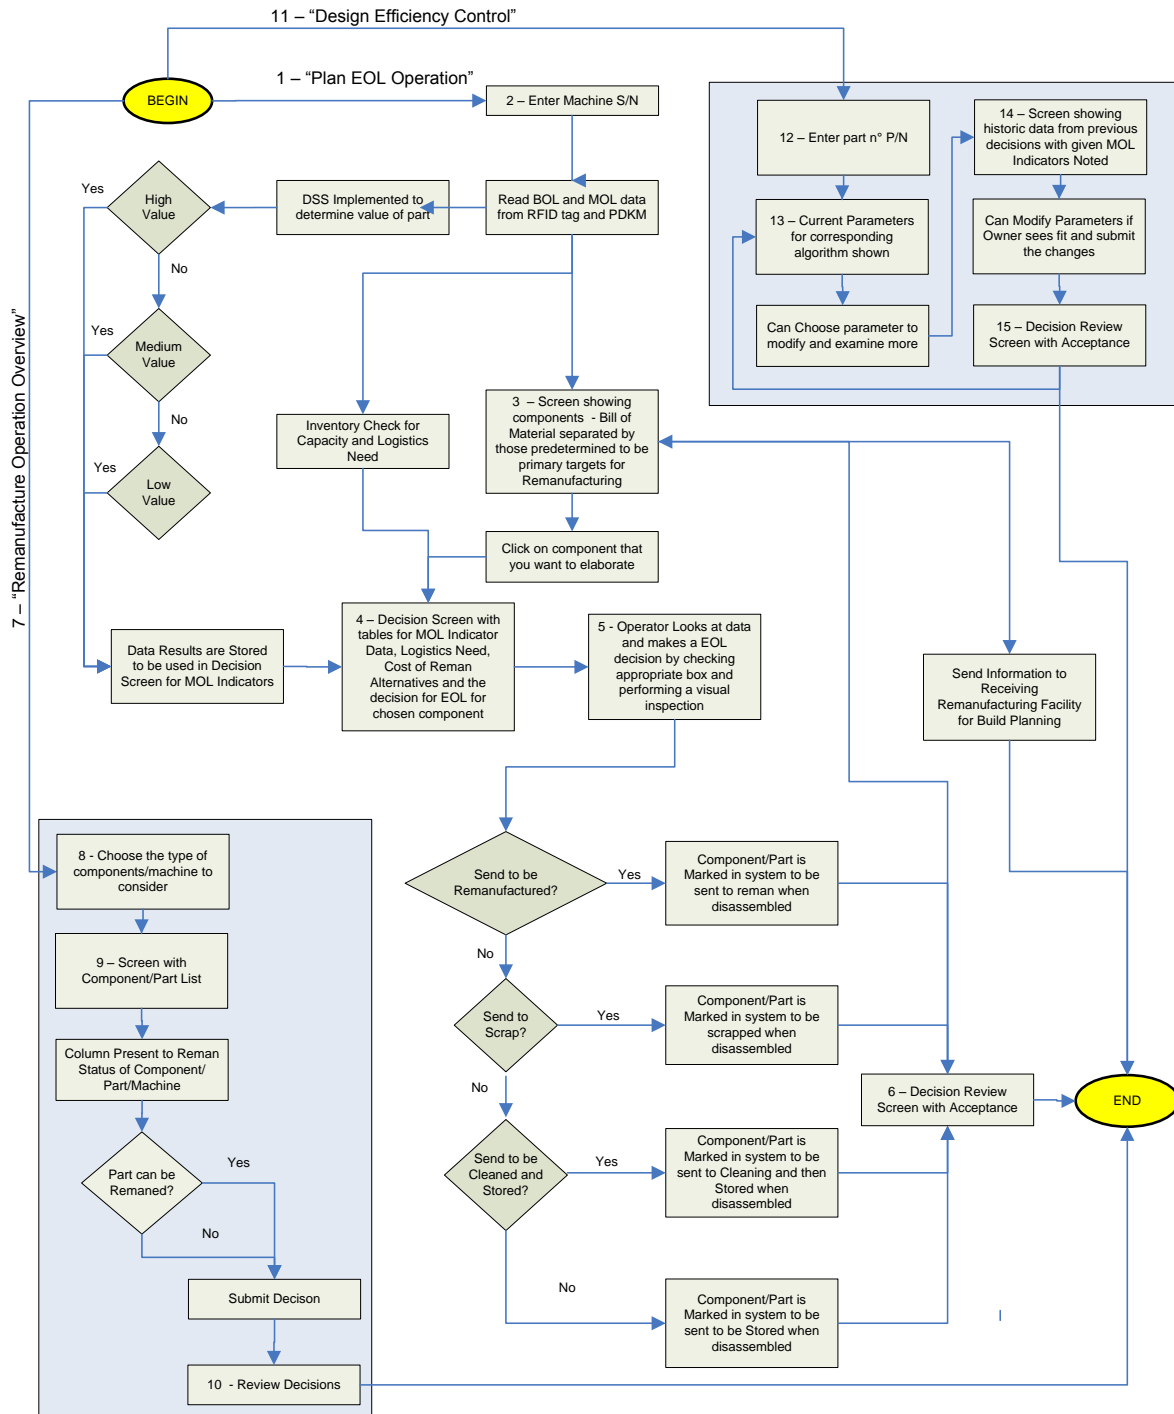 11 – “Design Efficiency Control”
1 – “Plan EOL Operation”
BEGIN
2 – Enter Machine S/N
12 – Enter part n° P/N
14 – Screen showing
historic data from previous
decisions with given MOL
Indicators Noted
High
Value
Yes
No
DSS Implemented to
determine value of part
Read BOL and MOL data
from RFID tag and PDKM
13 – Current Parameters
for corresponding
algorithm shown
Can Modify Parameters if
Owner sees fit and submit
the changes
Can Choose parameter to
modify and examine more
15 – Decision Review
Screen with Acceptance
Yes
Medium
Value
No
7 – “Remanufacture Operation Overview”
Yes
Low
Value
Inventory Check for
Capacity and Logistics
Need
3 – Screen showing
components - Bill of
Material separated by
those predetermined to be
primary targets for
Remanufacturing
Click on component that
you want to elaborate
Data Results are Stored
to be used in Decision
Screen for MOL Indicators
4 – Decision Screen with
tables for MOL Indicator
Data, Logistics Need,
Cost of Reman
Alternatives and the
decision for EOL for
chosen component
5 - Operator Looks at data
and makes a EOL
decision by checking
appropriate box and
performing a visual
inspection
Send Information to
Receiving
Remanufacturing Facility
for Build Planning
8 - Choose the type of
components/machine to
consider
9 – Screen with
Component/Part List
Column Present to Reman
Status of Component/
Part/Machine
Part can be
Remaned?
Yes
No
Submit Decison
10 - Review Decisions
Send to be
Remanufactured?
Yes
No
Component/Part is
Marked in system to be
sent to reman when
disassembled
Send to
Scrap?
Yes
No
Component/Part is
Marked in system to be
scrapped when
disassembled
Send to be
Cleaned and
Stored?
Yes
No
Component/Part is
Marked in system to be
sent to Cleaning and then
Stored when
disassembled
Component/Part is
Marked in system to be
sent to be Stored when
disassembled
6 – Decision Review
Screen with Acceptance
END